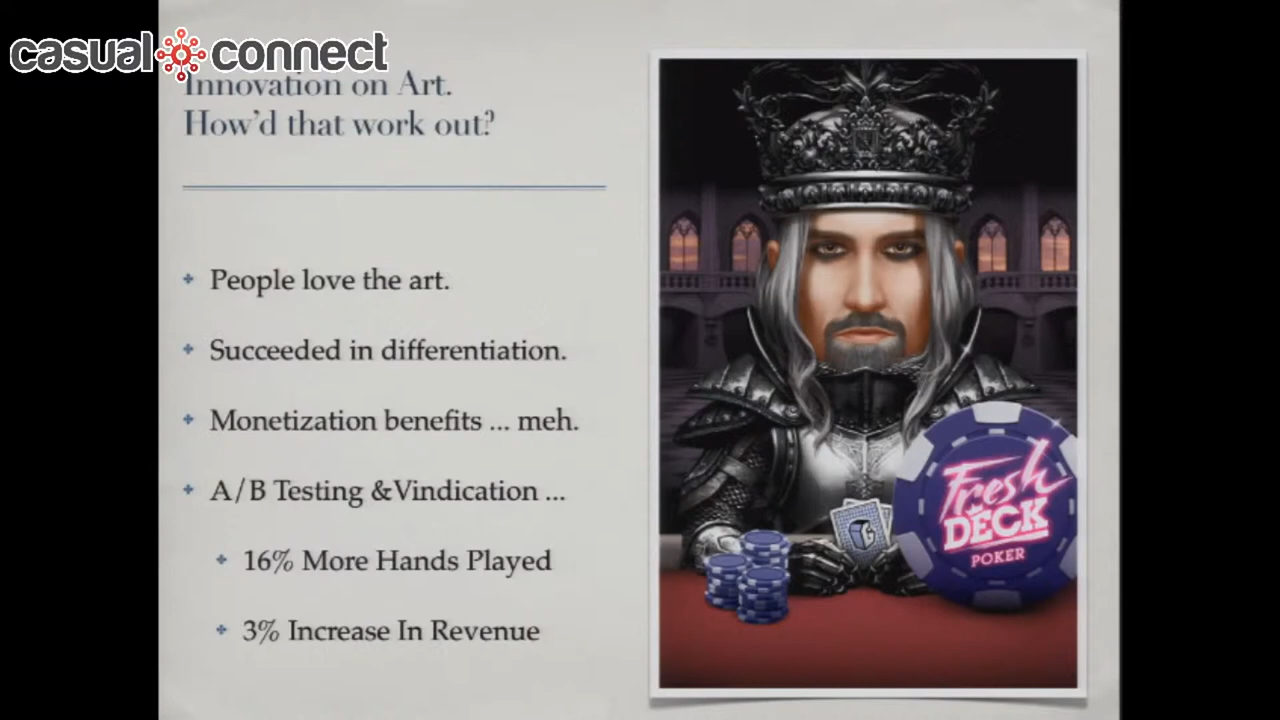 casual connect
Innovation on Art.
How'd that work out?
People love the art.
Succeeded in differentiation.
Monetization benefits ... meh.
A/B Testing &Vindication ...
16% More Hands Played
3% Increase In Revenue
Fresh
DECK
POKER